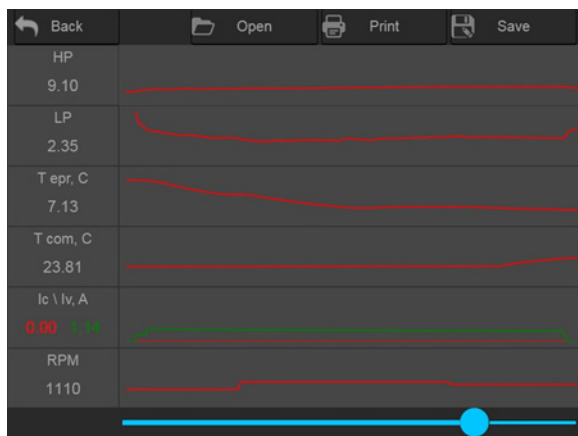 Back Open Print Save
HP
9.10
LP
2.35
T epr, C
7.13
T com, C
23.81
Ic \ Iv, A
0.00
RPM
1110